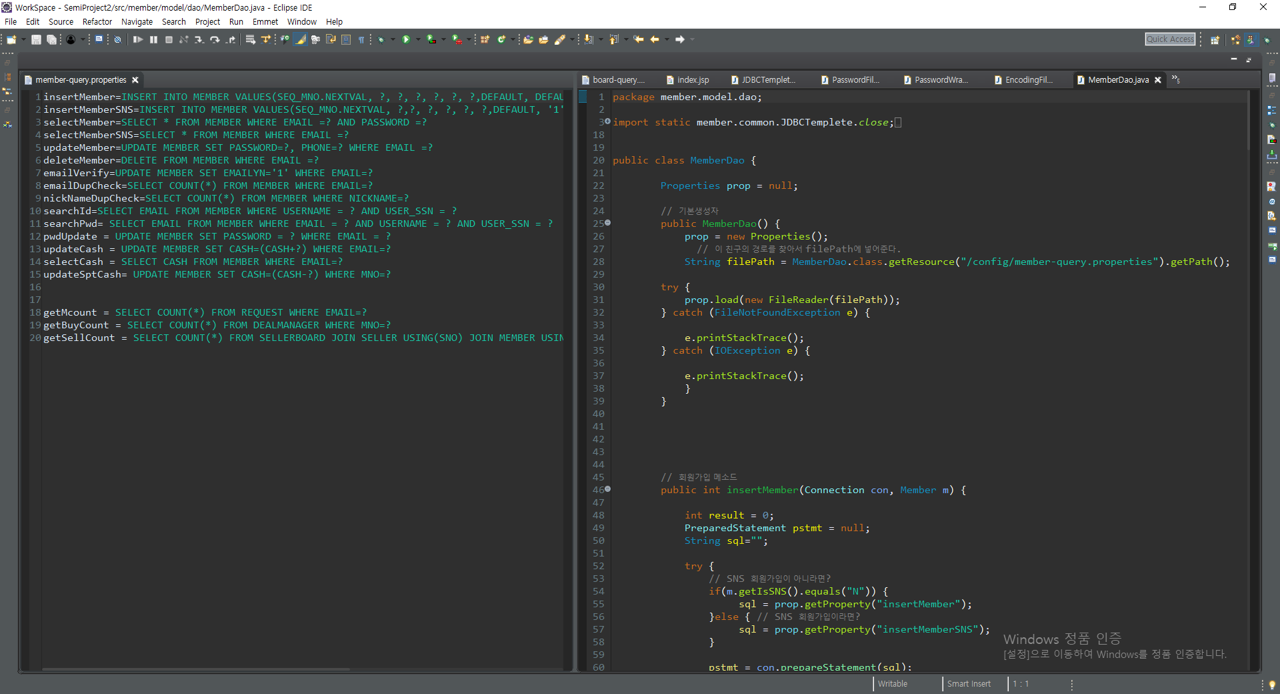 WorkSpace - SemiProject2/src/member/model/dao/MemberDao.java - Eclipse IDE
File Edit Source Refactor Navigate Search Project Run Emmet Window Help
Quick Access
member-query.properties
1 insertMember=INSERT INTO MEMBER VALUES(SEQ_MNO.NEXTVAL, ?, ?, ?, ?, ?, ?,DEFAULT, DEFAU
2 insertMemberSNS=INSERT INTO MEMBER VALUES(SEQ_MNO.NEXTVAL, ?,?, ?, ?, ?, ?,DEFAULT, '1'
3 selectMember=SELECT * FROM MEMBER WHERE EMAIL =? AND PASSWORD =?
4 selectMemberSNS=SELECT * FROM MEMBER WHERE EMAIL =?
5 updateMember=UPDATE MEMBER SET PASSWORD=?, PHONE=? WHERE EMAIL =?
6 deleteMember=DELETE FROM MEMBER WHERE EMAIL =?
7 emailVerify=UPDATE MEMBER SET EMAILYN='1' WHERE EMAIL=?
8 emailDupCheck=SELECT COUNT(*) FROM MEMBER WHERE EMAIL=?
9 nickNameDupCheck=SELECT COUNT(*) FROM MEMBER WHERE NICKNAME=?
10 searchId=SELECT EMAIL FROM MEMBER WHERE USERNAME = ? AND USER_SSN = ?
11 searchPwd= SELECT EMAIL FROM MEMBER WHERE EMAIL = ? AND USERNAME = ? AND USER_SSN = ?
12 pwdUpdate = UPDATE MEMBER SET PASSWORD = ? WHERE EMAIL = ?
13 updateCash = UPDATE MEMBER SET CASH=(CASH+?) WHERE EMAIL=?
14 selectCash = SELECT CASH FROM MEMBER WHERE EMAIL=?
15 updateSptCash= UPDATE MEMBER SET CASH=(CASH-?) WHERE MNO=?
16
17
18 getMcount = SELECT COUNT(*) FROM REQUEST WHERE EMAIL=?
19 getBuyCount = SELECT COUNT(*) FROM DEALMANAGER WHERE MNO=?
20 getSellCount = SELECT COUNT(*) FROM SELLERBOARD JOIN SELLER USING(SNO) JOIN MEMBER USIN
board-query.... index.jsp JDBCTemplet... PasswordFil... PasswordWra... EncodingFil... MemberDao.java
1 package member.model.dao;
2
3 import static member.common.JDBCTemplete.close;
18
19
20 public class MemberDao {
21
22 Properties prop = null;
23
24 // 기본생성자
25 public MemberDao() {
26 prop = new Properties();
27 // 이 친구의 경로를 찾아서 filePath에 넣어준다.
28 String filePath = MemberDao.class.getResource("/config/member-query.properties").getPath();
29
30 try {
31 prop.load(new FileReader(filePath));
32 } catch (FileNotFoundException e) {
33
34 e.printStackTrace();
35 } catch (IOException e) {
36
37 e.printStackTrace();
38 }
39 }
40
41
42
43
44
45 // 회원가입 메소드
46 public int insertMember(Connection con, Member m) {
47
48 int result = 0;
49 PreparedStatement pstmt = null;
50 String sql="";
51
52 try {
53 // SNS 회원가입이 아니라면?
54 if(m.getIsSNS().equals("N")) {
55 sql = prop.getProperty("insertMember");
56 }else { // SNS 회원가입이라면?
57 sql = prop.getProperty("insertMemberSNS");
58 }
59
60 pstmt = con.prepareStatement(sql);
Windows 정품 인증
[설정]으로 이동하여 Windows를 정품 인증합니다.
Writable Smart Insert 1 : 1